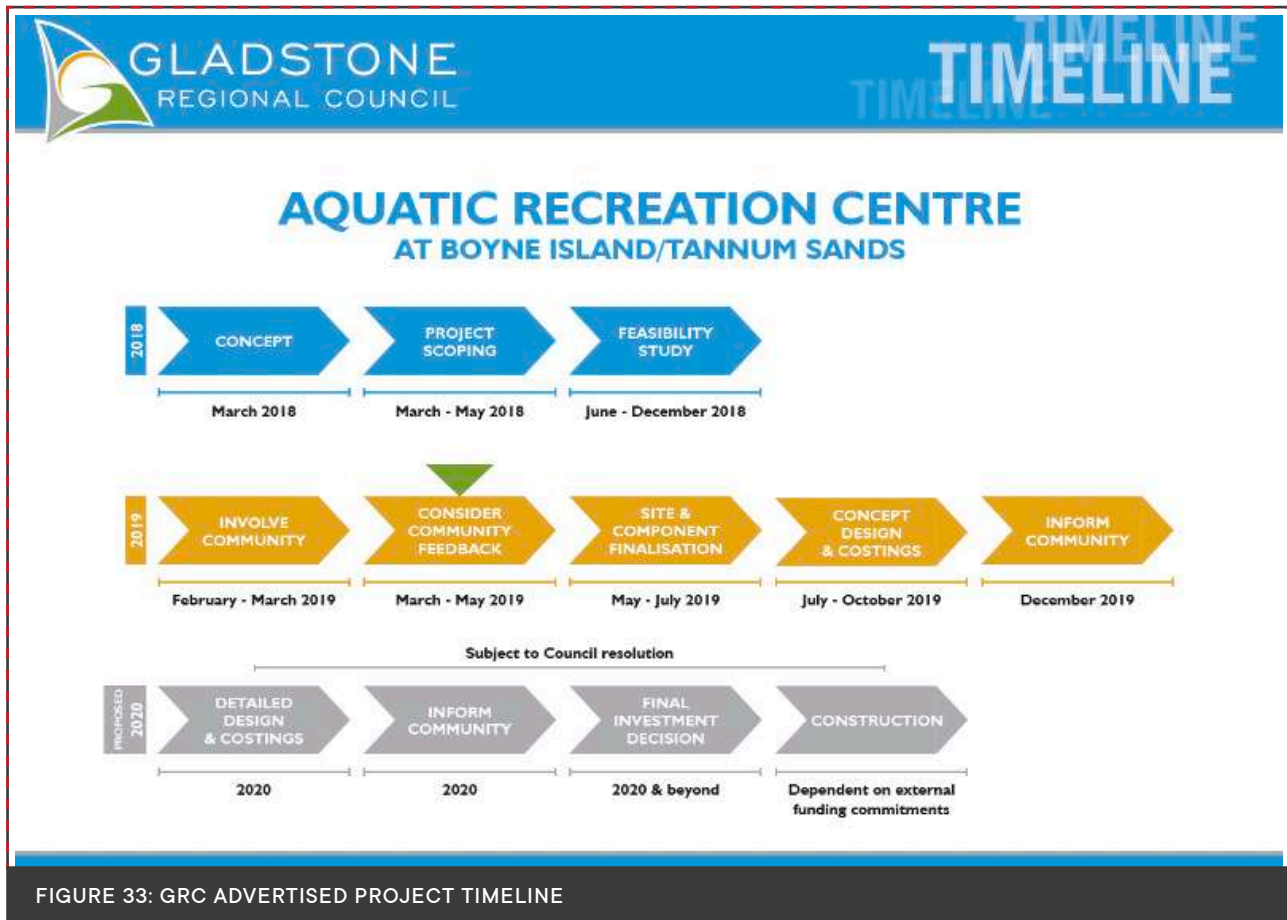 GLADSTONE
REGIONAL COUNCIL
TIMELINE
TIMELINE
TIMELINE
AQUATIC RECREATION CENTRE
AT BOYNE ISLAND/TANNUM SANDS
2018
CONCEPT
PROJECT
SCOPING
FEASIBILITY
STUDY
March 2018
March - May 2018
June - December 2018
2019
INVOLVE
COMMUNITY
CONSIDER
COMMUNITY
FEEDBACK
SITE &
COMPONENT
FINALISATION
CONCEPT
DESIGN
& COSTINGS
INFORM
COMMUNITY
February - March 2019
March - May 2019
May - July 2019
July - October 2019
December 2019
Subject to Council resolution
PROPOSED
2020
DETAILED
DESIGN
& COSTINGS
INFORM
COMMUNITY
FINAL
INVESTMENT
DECISION
CONSTRUCTION
2020
2020
2020 & beyond
Dependent on external
funding commitments
FIGURE 33: GRC ADVERTISED PROJECT TIMELINE